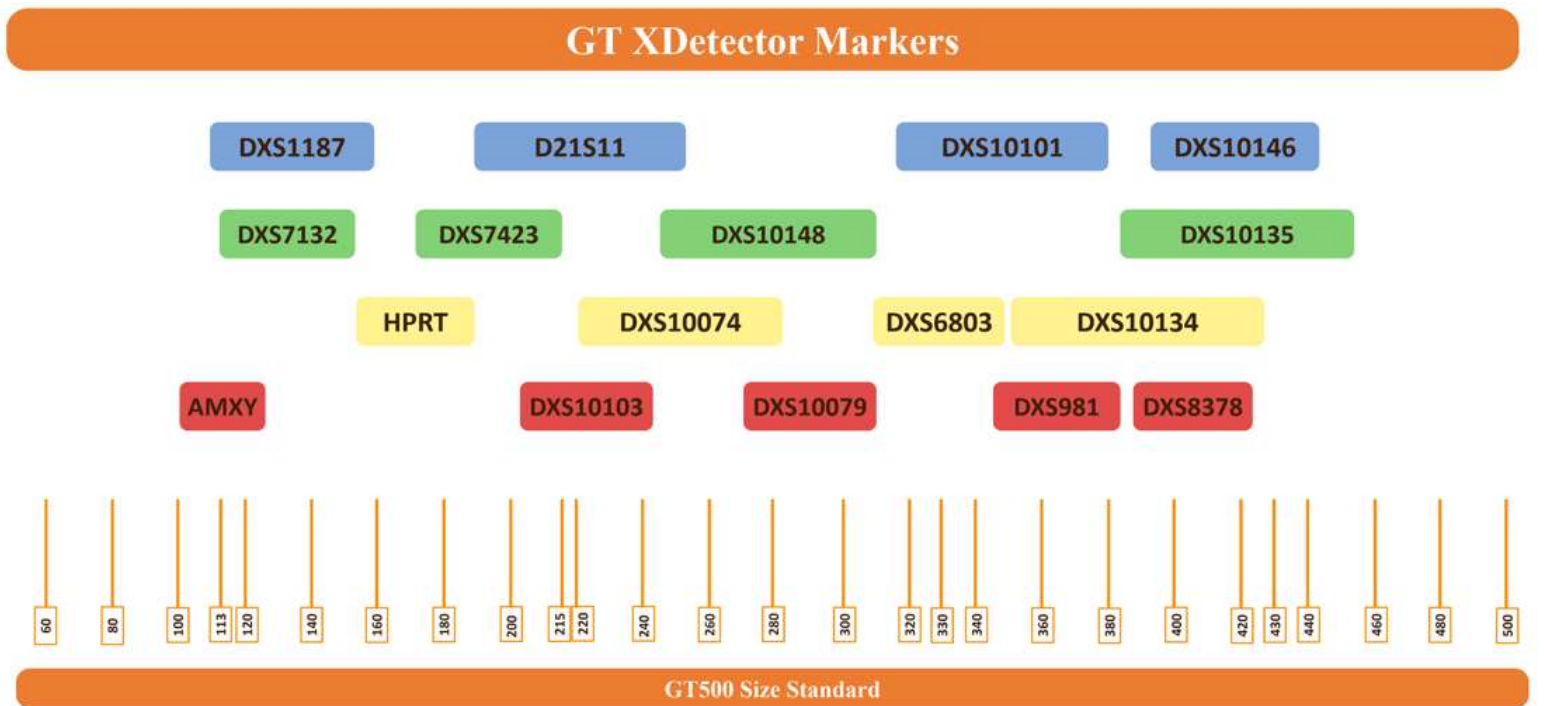 GT XDetector Markers
DXS1187 D21S11 DXS10101 DXS10146
DXS7132 DXS7423 DXS10148 DXS10135
HPRT DXS10074 DXS6803 DXS10134
AMXY DXS10103 DXS10079 DXS981 DXS8378
60 80 100 113 120 140 160 180 200 215 220 240 260 280 300 320 330 340 360 380 400 420 430 440 460 480 500
GT500 Size Standard